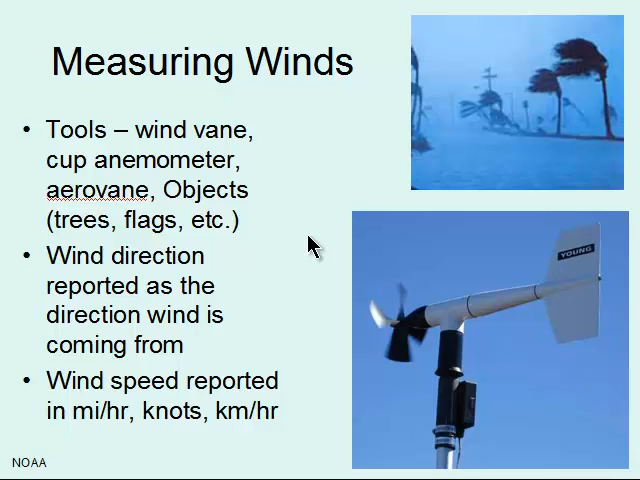 Measuring Winds
• Tools – wind vane,
cup anemometer,
aerovane, Objects
(trees, flags, etc.)
• Wind direction
reported as the
direction wind is
coming from
• Wind speed reported
in mi/hr, knots, km/hr
YOUNG
NOAA